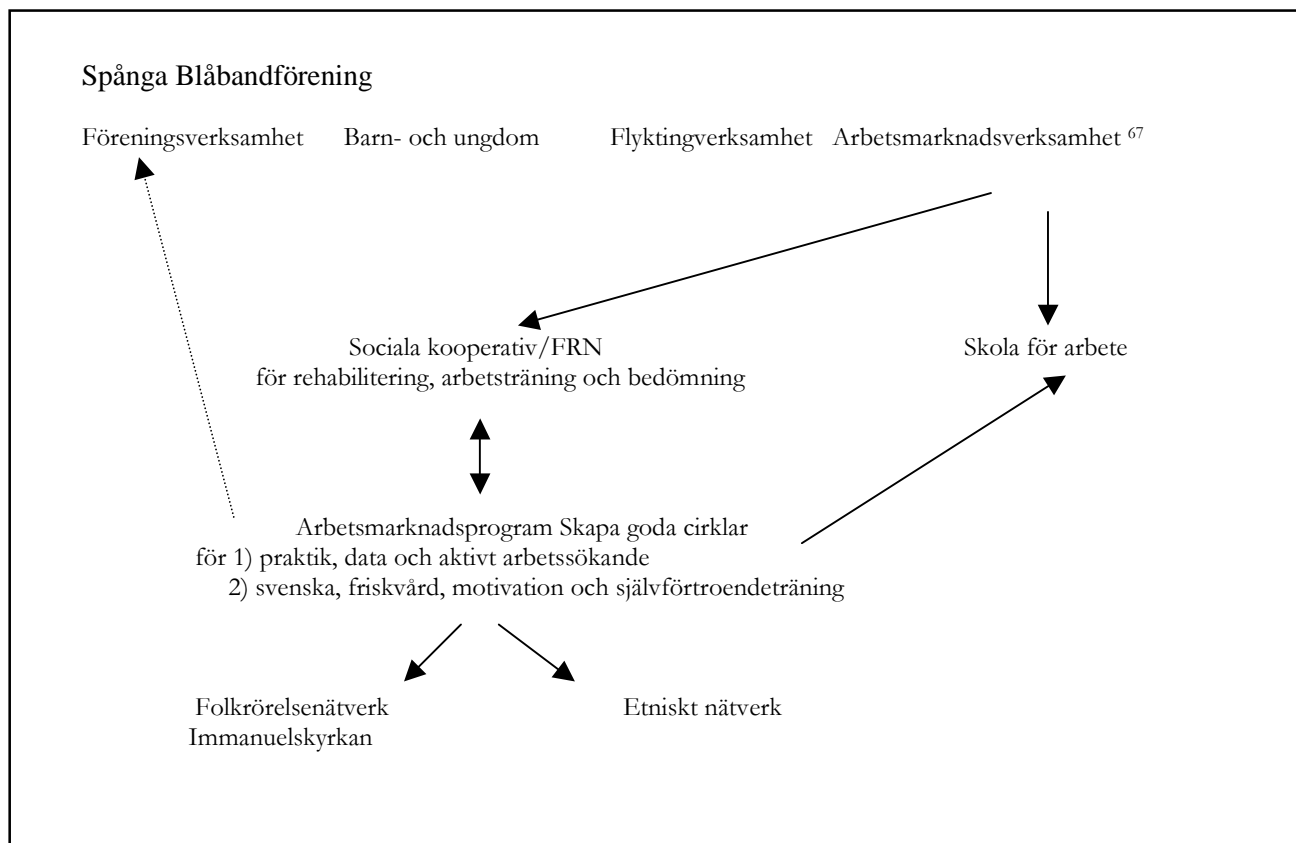 Spånga Blåbandförening
Föreningsverksamhet Barn- och ungdom Flyktingverksamhet Arbetsmarknadsverksamhet 67
Sociala kooperativ/FRN Skola för arbete
för rehabilitering, arbetsträning och bedömning
Arbetsmarknadsprogram Skapa goda cirklar
för 1) praktik, data och aktivt arbetssökande
2) svenska, friskvård, motivation och självförtroendeträning
Folkrörelsenätverk Etniskt nätverk
Immanuelskyrkan